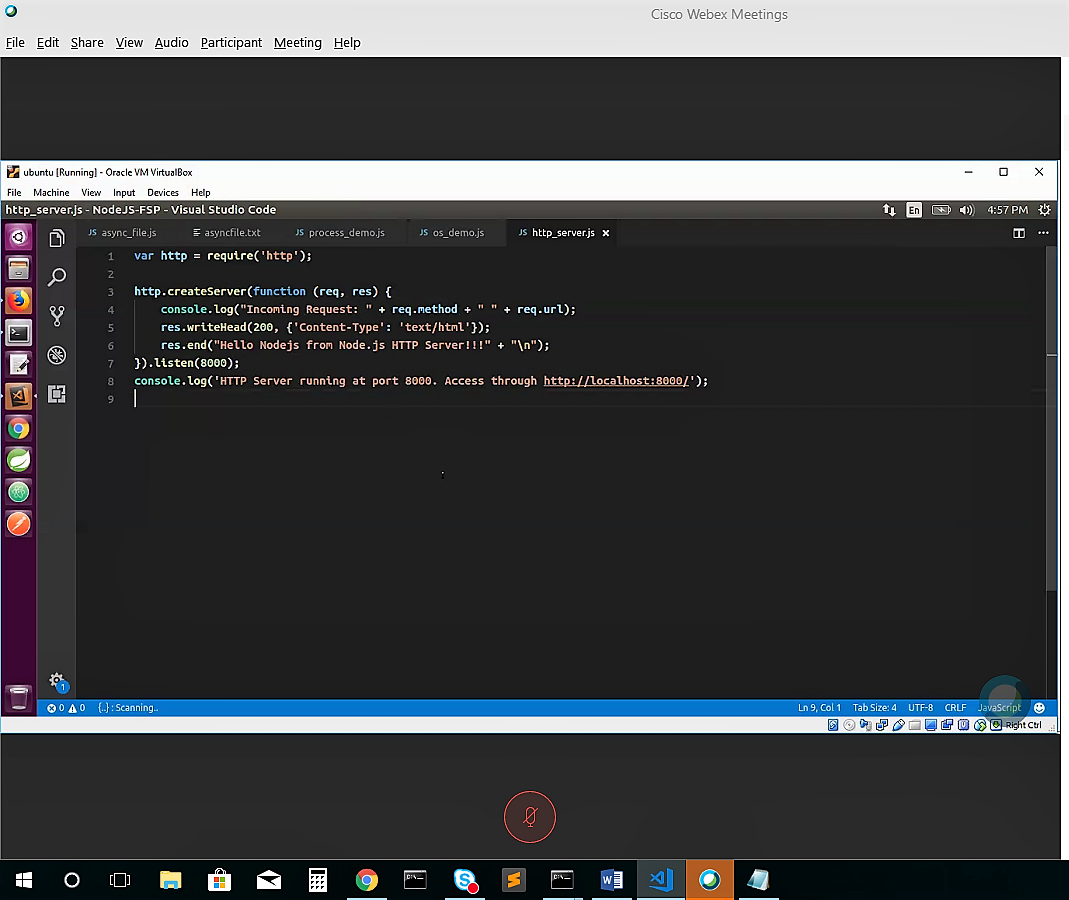 Cisco Webex Meetings
File Edit Share View Audio Participant Meeting Help
ubuntu [Running] - Oracle VM VirtualBox
File Machine View Input Devices Help
http_server.js - NodeJS-FSP - Visual Studio Code
En
4:57 PM
JS async_file.js
asyncfile.txt
JS process_demo.js
JS os_demo.js
JS http_server.js
1 var http = require('http');
2
3 http.createServer(function (req, res) {
4 console.log("Incoming Request: " + req.method + " " + req.url);
5 res.writeHead(200, {'Content-Type': 'text/html'});
6 res.end("Hello Nodejs from Node.js HTTP Server!!!" + "\n");
7 }).listen(8000);
8 console.log('HTTP Server running at port 8000. Access through http://localhost:8000/');
9
1
0 0 {..} : Scanning.. Ln 9, Col 1 Tab Size: 4 UTF-8 CRLF JavaScript
Right Ctrl